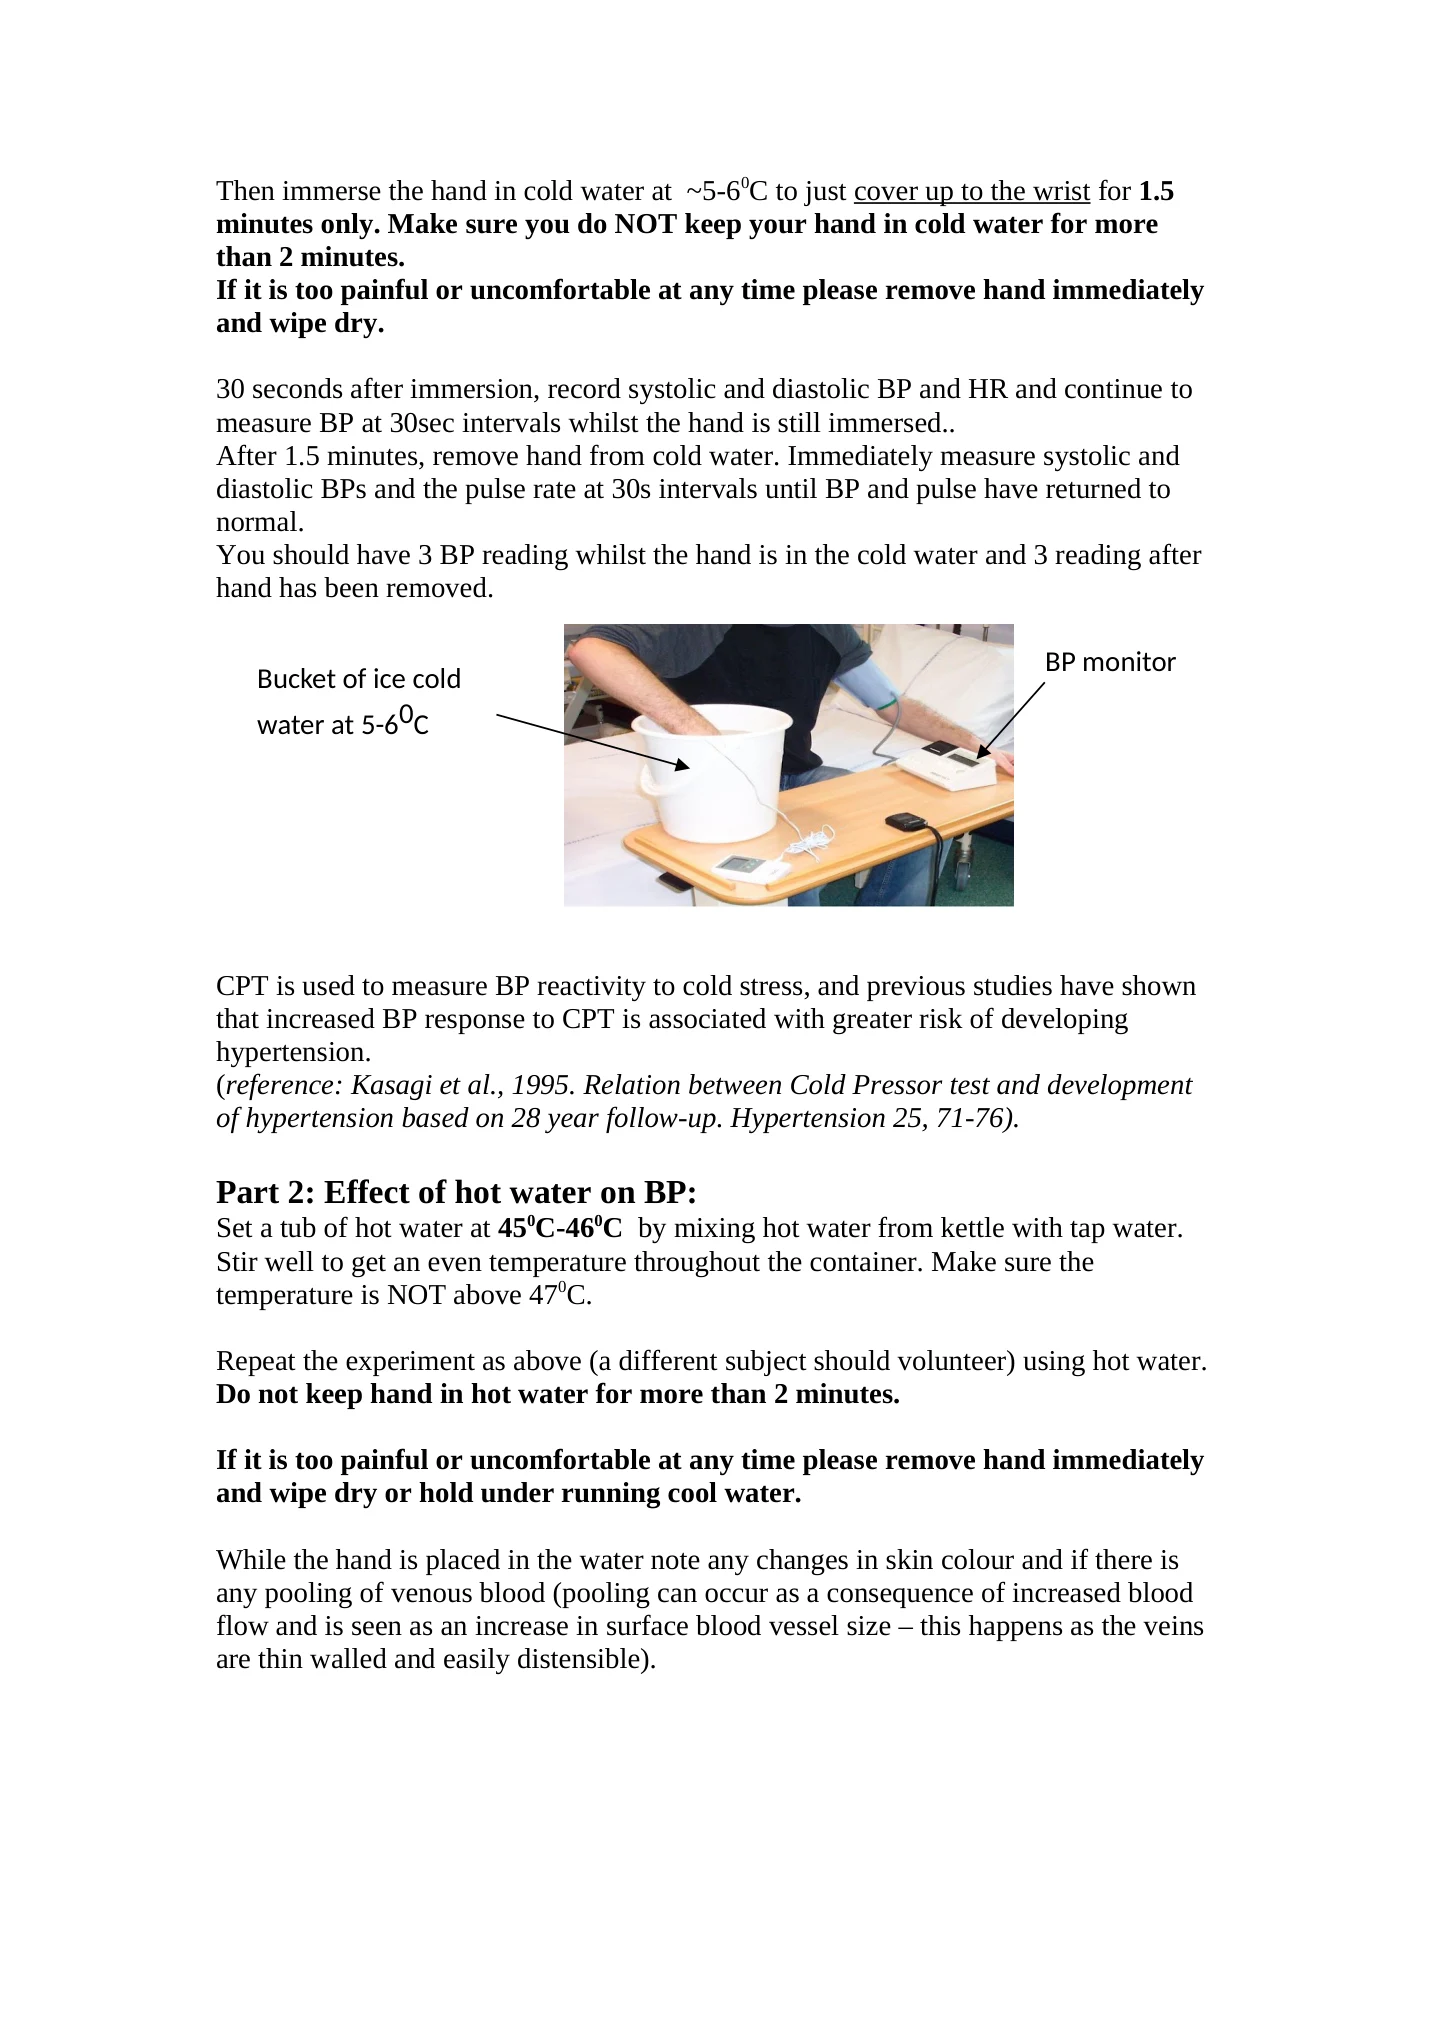 Then immerse the hand in cold water at  ~5-6⁰C to just cover up to the wrist for 1.5
minutes only. Make sure you do NOT keep your hand in cold water for more
than 2 minutes.
If it is too painful or uncomfortable at any time please remove hand immediately
and wipe dry.
30 seconds after immersion, record systolic and diastolic BP and HR and continue to
measure BP at 30sec intervals whilst the hand is still immersed..
After 1.5 minutes, remove hand from cold water. Immediately measure systolic and
diastolic BPs and the pulse rate at 30s intervals until BP and pulse have returned to
normal.
You should have 3 BP reading whilst the hand is in the cold water and 3 reading after
hand has been removed.
Bucket of ice cold
water at 5-6⁰C
BP monitor
CPT is used to measure BP reactivity to cold stress, and previous studies have shown
that increased BP response to CPT is associated with greater risk of developing
hypertension.
(reference: Kasagi et al., 1995. Relation between Cold Pressor test and development
of hypertension based on 28 year follow-up. Hypertension 25, 71-76).
Part 2: Effect of hot water on BP:
Set a tub of hot water at 45⁰C-46⁰C  by mixing hot water from kettle with tap water.
Stir well to get an even temperature throughout the container. Make sure the
temperature is NOT above 47⁰C.
Repeat the experiment as above (a different subject should volunteer) using hot water.
Do not keep hand in hot water for more than 2 minutes.
If it is too painful or uncomfortable at any time please remove hand immediately
and wipe dry or hold under running cool water.
While the hand is placed in the water note any changes in skin colour and if there is
any pooling of venous blood (pooling can occur as a consequence of increased blood
flow and is seen as an increase in surface blood vessel size – this happens as the veins
are thin walled and easily distensible).